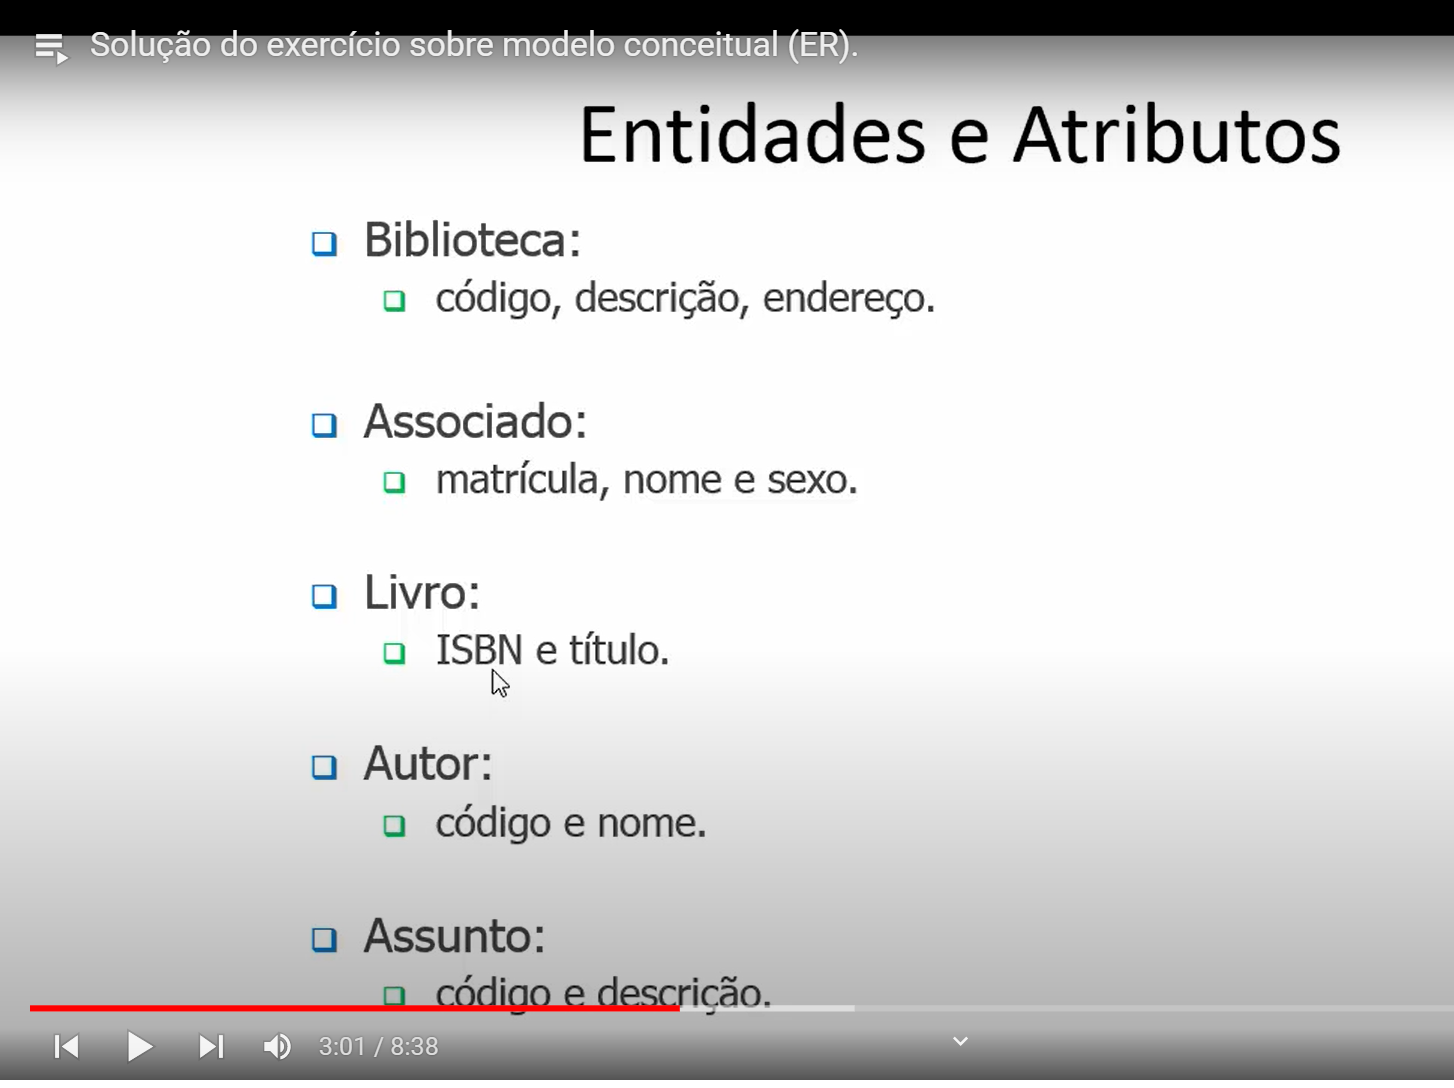 Solução do exercício sobre modelo conceitual (ER).
Entidades e Atributos
Biblioteca:
código, descrição, endereço.
Associado:
matrícula, nome e sexo.
Livro:
ISBN e título.
Autor:
código e nome.
Assunto:
código e descrição.
3:01 / 8:38